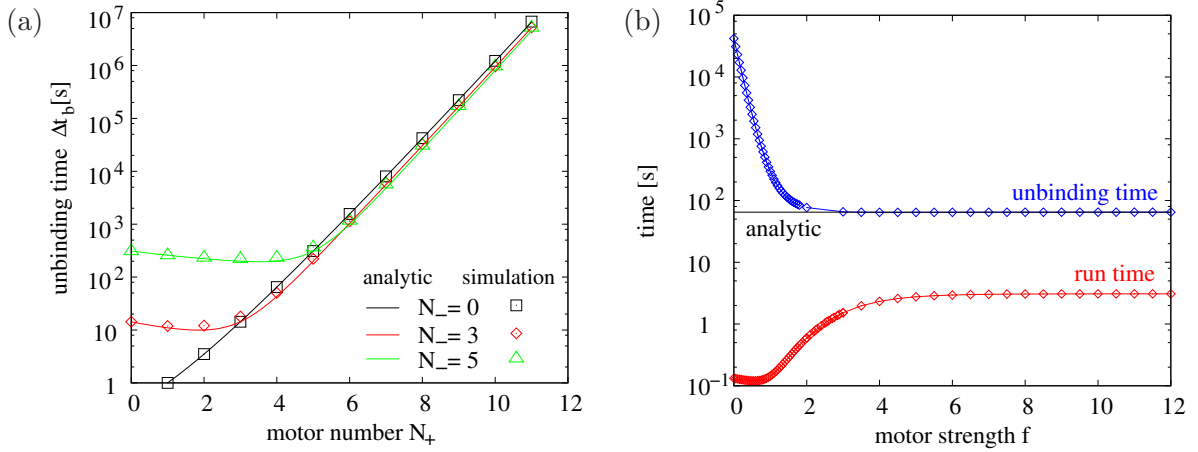 (a)
unbinding time Δt_b[s]
10^7
10^6
10^5
10^4
10^3
10^2
10
1
0 2 4 6 8 10 12
motor number N_+
analytic simulation
N_= 0
N_= 3
N_= 5
(b)
time [s]
10^5
10^4
10^3
10^2
10
1
10^-1
0 2 4 6 8 10 12
motor strength f
unbinding time
analytic
run time